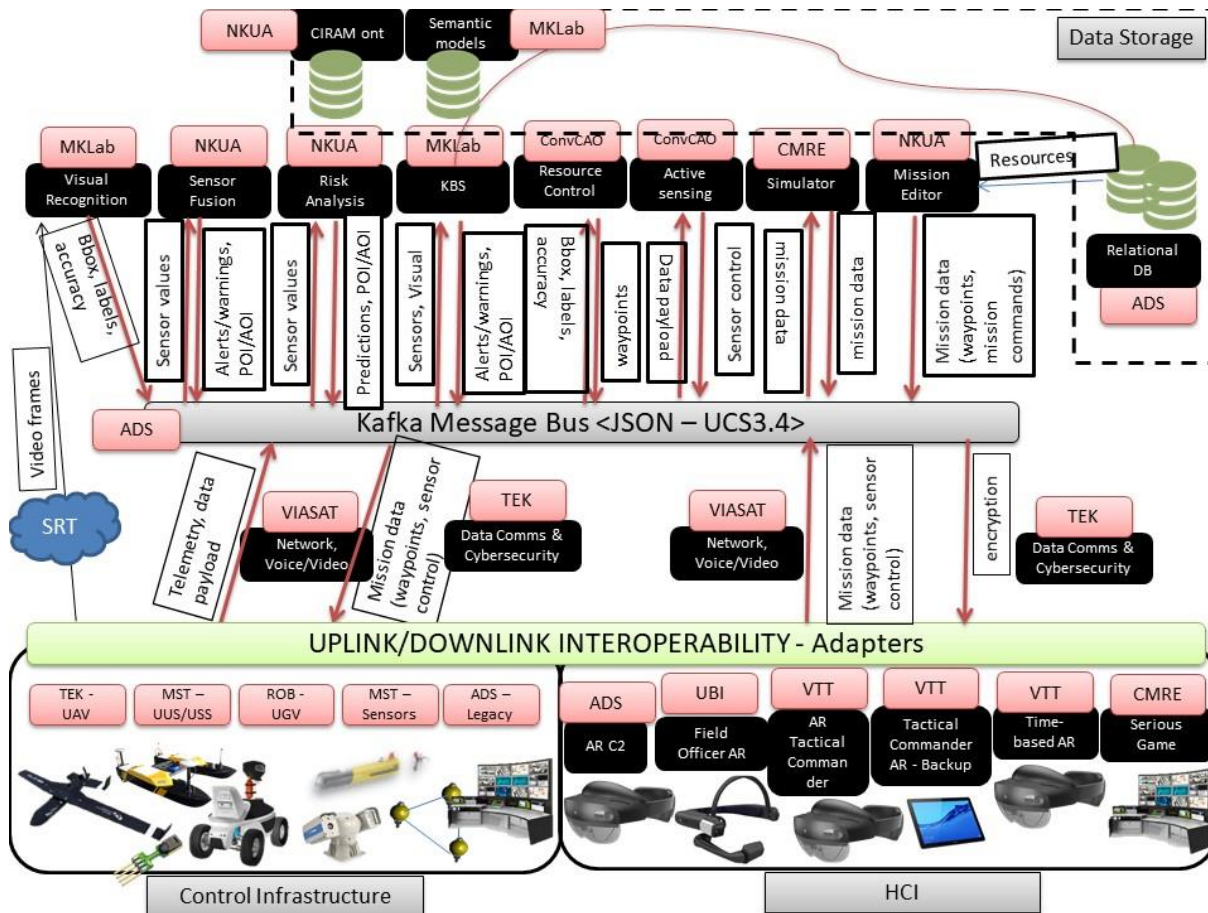 NKUA
CIRAM ont
Semantic
models
MKLab
Data Storage
MKLab
Visual
Recognition
NKUA
Sensor
Fusion
NKUA
Risk
Analysis
MKLab
KBS
ConvCAO
Resource
Control
ConvCAO
Active
sensing
CMRE
Simulator
NKUA
Mission
Editor
Resources
Relational
DB
ADS
Bbox, labels,
accuracy
Sensor values
Alerts/warnings,
POI/AOI
Sensor values
Predictions, POI/AOI
Sensors, Visual
Alerts/warnings,
POI/AOI
Bbox, labels,
accuracy
waypoints
Data payload
Sensor control
mission data
mission data
Mission data
(waypoints,
mission
commands)
Video frames
ADS
Kafka Message Bus <JSON – UCS3.4>
SRT
Telemetry, data
payload
VIASAT
Network,
Voice/Video
Mission data
(waypoints, sensor
control)
TEK
Data Comms &
Cybersecurity
VIASAT
Network,
Voice/Video
Mission data
(waypoints, sensor
control)
encryption
TEK
Data Comms &
Cybersecurity
UPLINK/DOWNLINK INTEROPERABILITY - Adapters
TEK -
UAV
MST –
UUS/USS
ROB -
UGV
MST –
Sensors
ADS –
Legacy
ADS
AR C2
UBI
Field
Officer AR
VTT
AR
Tactical
Comman
der
VTT
Tactical
Commander
AR - Backup
VTT
Time-
based AR
CMRE
Serious
Game
Control Infrastructure
HCI